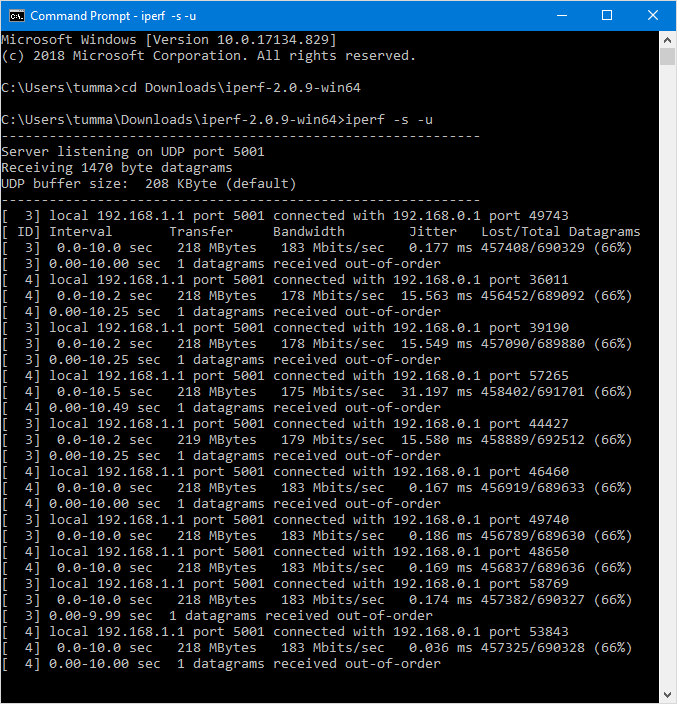 Command Prompt - iperf -s -u
Microsoft Windows [Version 10.0.17134.829]
(c) 2018 Microsoft Corporation. All rights reserved.
C:\Users\tumma>cd Downloads\iperf-2.0.9-win64
C:\Users\tumma\Downloads\iperf-2.0.9-win64>iperf -s -u
------------------------------------------------------------
Server listening on UDP port 5001
Receiving 1470 byte datagrams
UDP buffer size:  208 KByte (default)
------------------------------------------------------------
[  3] local 192.168.1.1 port 5001 connected with 192.168.0.1 port 49743
[ ID] Interval       Transfer     Bandwidth        Jitter   Lost/Total Datagrams
[  3]  0.0-10.0 sec   218 MBytes   183 Mbits/sec   0.177 ms 457408/690329 (66%)
[  3] 0.00-10.00 sec  1 datagrams received out-of-order
[  4] local 192.168.1.1 port 5001 connected with 192.168.0.1 port 36011
[  4]  0.0-10.2 sec   218 MBytes   178 Mbits/sec  15.563 ms 456452/689092 (66%)
[  4] 0.00-10.25 sec  1 datagrams received out-of-order
[  3] local 192.168.1.1 port 5001 connected with 192.168.0.1 port 39190
[  3]  0.0-10.2 sec   218 MBytes   178 Mbits/sec  15.549 ms 457090/689880 (66%)
[  3] 0.00-10.25 sec  1 datagrams received out-of-order
[  4] local 192.168.1.1 port 5001 connected with 192.168.0.1 port 57265
[  4]  0.0-10.5 sec   218 MBytes   175 Mbits/sec  31.197 ms 458402/691701 (66%)
[  4] 0.00-10.49 sec  1 datagrams received out-of-order
[  3] local 192.168.1.1 port 5001 connected with 192.168.0.1 port 44427
[  3]  0.0-10.2 sec   219 MBytes   179 Mbits/sec  15.580 ms 458889/692512 (66%)
[  3] 0.00-10.25 sec  1 datagrams received out-of-order
[  4] local 192.168.1.1 port 5001 connected with 192.168.0.1 port 46460
[  4]  0.0-10.0 sec   218 MBytes   183 Mbits/sec   0.167 ms 456919/689633 (66%)
[  4] 0.00-10.00 sec  1 datagrams received out-of-order
[  3] local 192.168.1.1 port 5001 connected with 192.168.0.1 port 49740
[  3]  0.0-10.0 sec   218 MBytes   183 Mbits/sec   0.186 ms 456789/689630 (66%)
[  4] local 192.168.1.1 port 5001 connected with 192.168.0.1 port 48650
[  4]  0.0-10.0 sec   218 MBytes   183 Mbits/sec   0.169 ms 456837/689636 (66%)
[  3] local 192.168.1.1 port 5001 connected with 192.168.0.1 port 58769
[  3]  0.0-10.0 sec   218 MBytes   183 Mbits/sec   0.174 ms 457382/690327 (66%)
[  3] 0.00-9.99 sec  1 datagrams received out-of-order
[  4] local 192.168.1.1 port 5001 connected with 192.168.0.1 port 53843
[  4]  0.0-10.0 sec   218 MBytes   183 Mbits/sec   0.036 ms 457325/690328 (66%)
[  4] 0.00-10.00 sec  1 datagrams received out-of-order